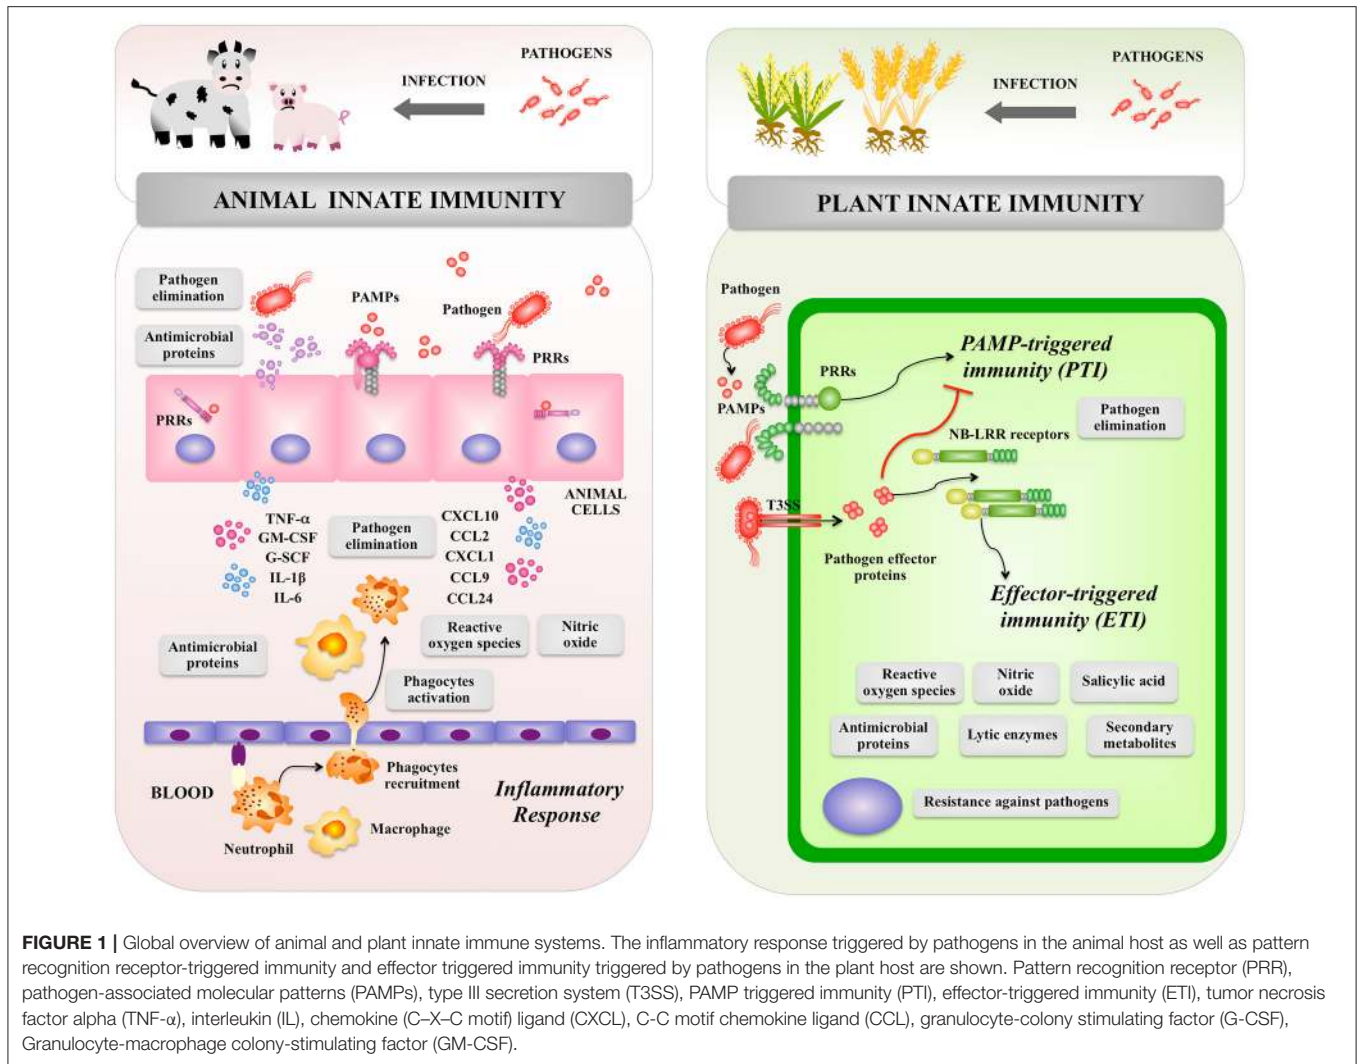 PATHOGENS
INFECTION
ANIMAL INNATE IMMUNITY
Pathogen
elimination
Antimicrobial
proteins
PAMPs
Pathogen
PRRs
PRRs
ANIMAL
CELLS
TNF-α
GM-CSF
G-SCF
IL-1β
IL-6
Pathogen
elimination
CXCL10
CCL2
CXCL1
CCL9
CCL24
Antimicrobial
proteins
Reactive
oxygen species
Nitric
oxide
Phagocytes
activation
BLOOD
Phagocytes
recruitment
Inflammatory
Response
Neutrophil
Macrophage
PATHOGENS
INFECTION
PLANT INNATE IMMUNITY
Pathogen
PAMPs
PRRs
PAMP-triggered
immunity (PTI)
Pathogen
elimination
NB-LRR receptors
T3SS
Pathogen effector
proteins
Effector-triggered
immunity (ETI)
Reactive
oxygen species
Nitric
oxide
Salicylic acid
Antimicrobial
proteins
Lytic enzymes
Secondary
metabolites
Resistance against pathogens
FIGURE 1 | Global overview of animal and plant innate immune systems. The inflammatory response triggered by pathogens in the animal host as well as pattern
recognition receptor-triggered immunity and effector triggered immunity triggered by pathogens in the plant host are shown. Pattern recognition receptor (PRR),
pathogen-associated molecular patterns (PAMPs), type III secretion system (T3SS), PAMP triggered immunity (PTI), effector-triggered immunity (ETI), tumor necrosis
factor alpha (TNF-α), interleukin (IL), chemokine (C–X–C motif) ligand (CXCL), C-C motif chemokine ligand (CCL), granulocyte-colony stimulating factor (G-CSF),
Granulocyte-macrophage colony-stimulating factor (GM-CSF).